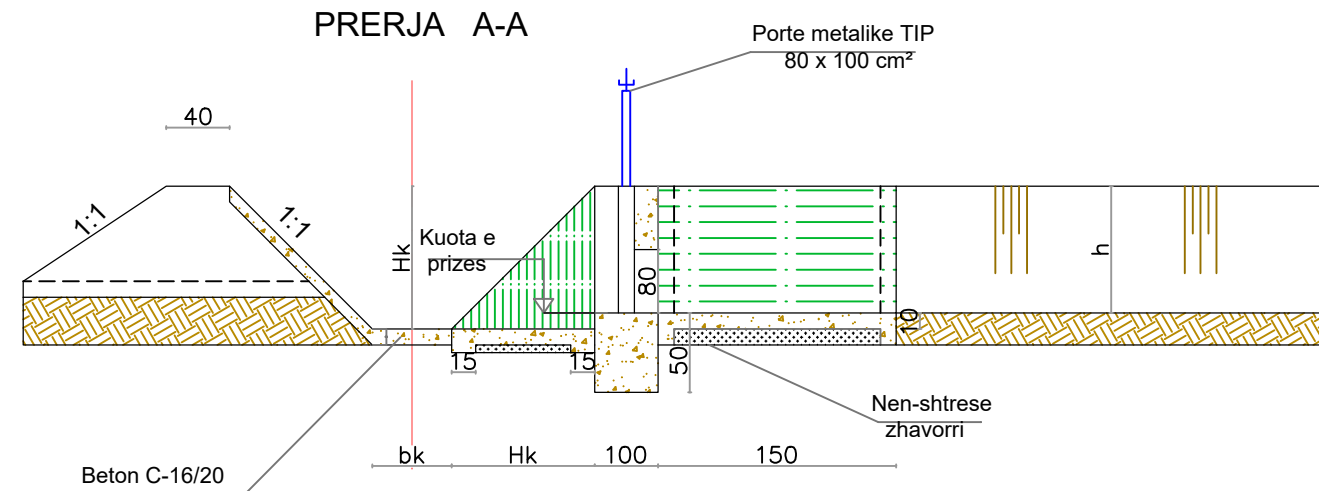 PRERJA A-A
Porte metalike TIP
80 x 100 cm²
40
1:1
1:1
Hk
Kuota e
prizes
80
h
10
15
15
50
Nen-shtrese
zhavorri
bk
Hk
100
150
Beton C-16/20